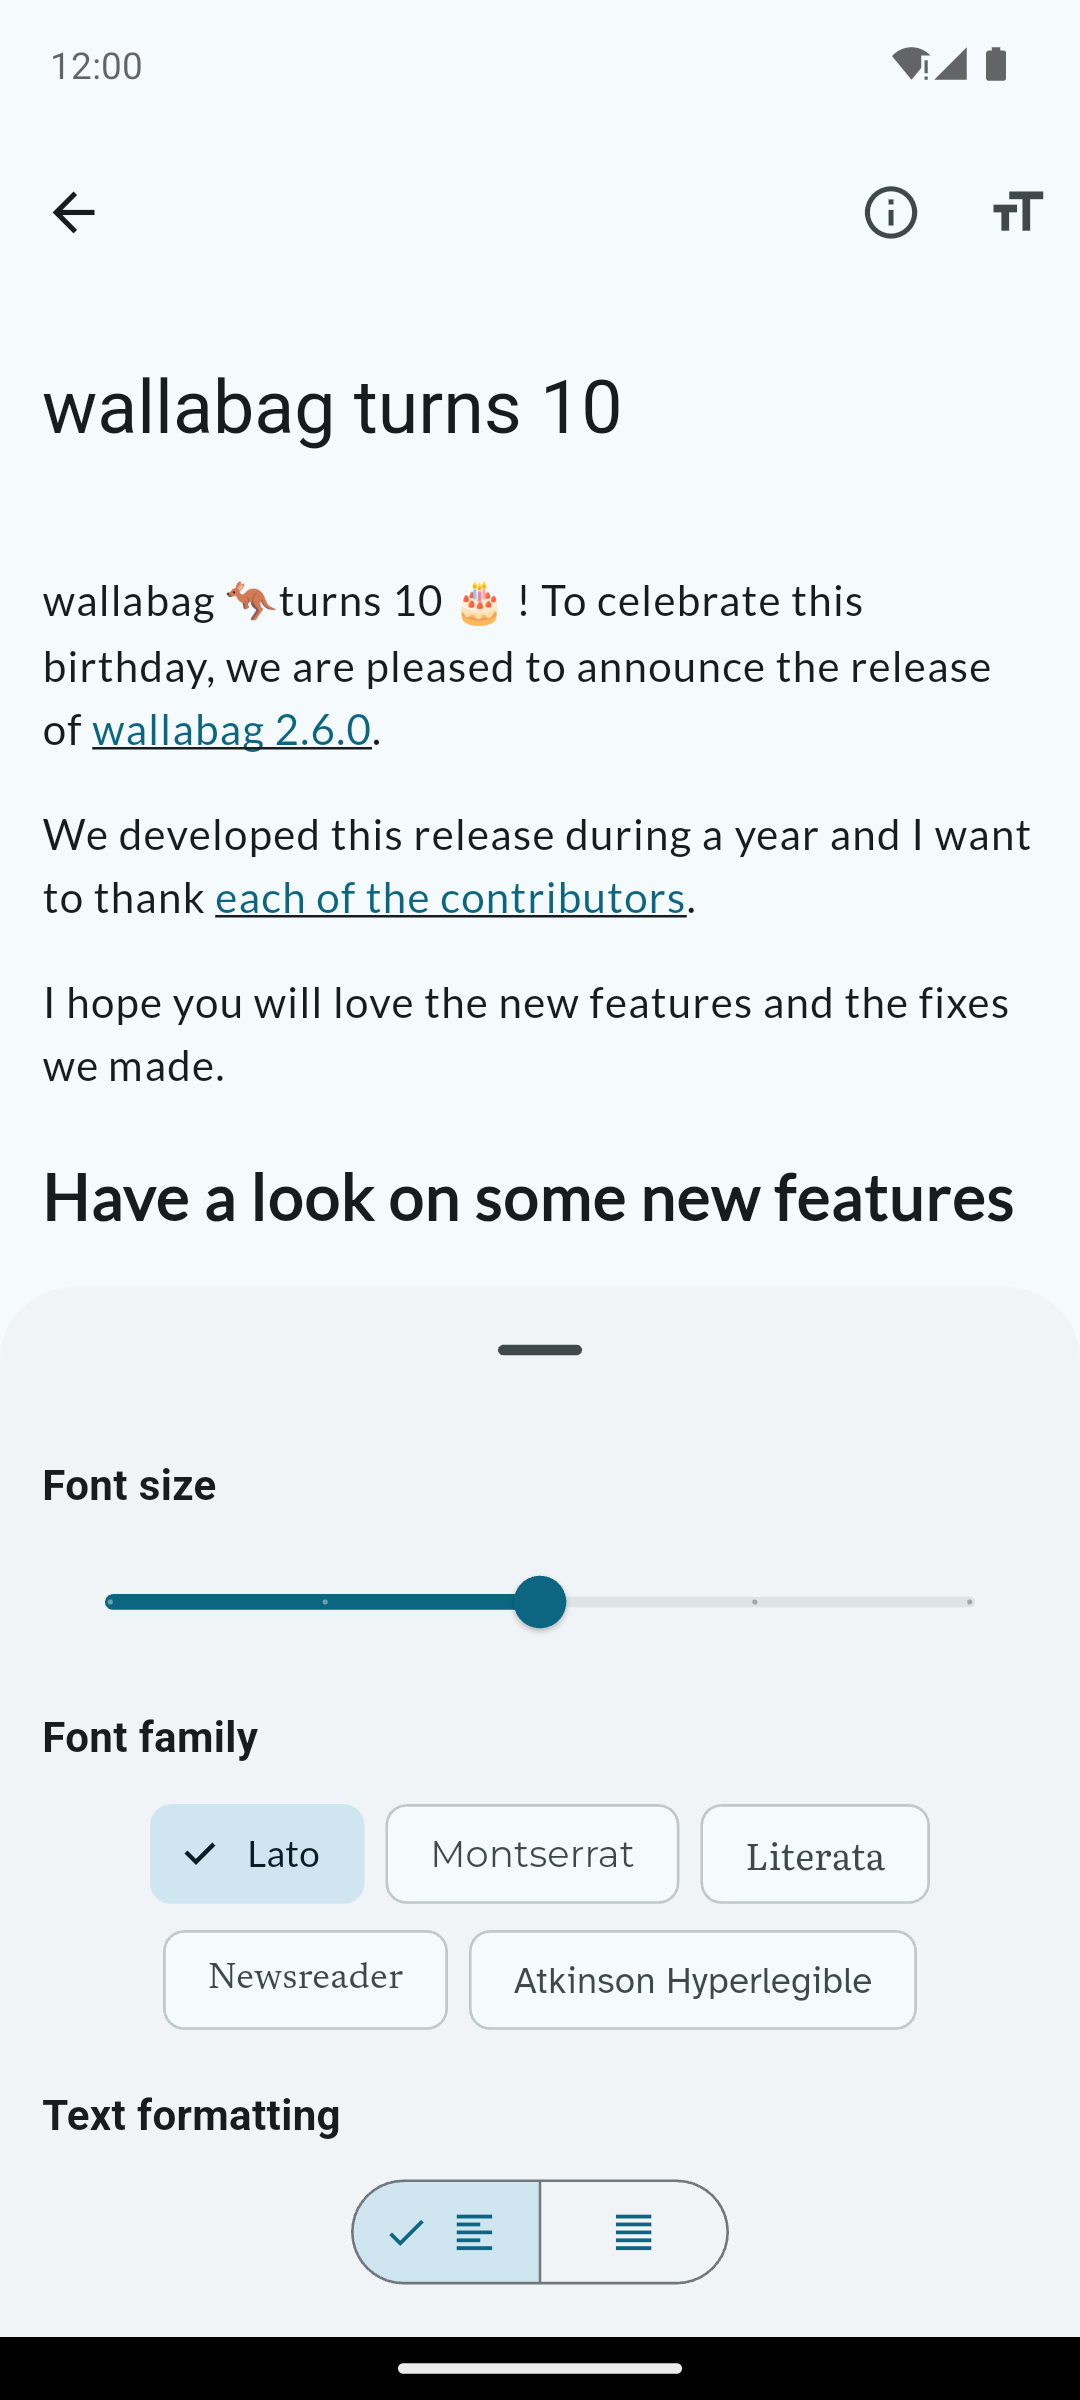 12:00
wallabag turns 10
wallabag 🦘turns 10 🎂 ! To celebrate this
birthday, we are pleased to announce the release
of wallabag 2.6.0.
We developed this release during a year and I want
to thank each of the contributors.
I hope you will love the new features and the fixes
we made.
Have a look on some new features
Font size
Font family
Lato
Montserrat
Literata
Newsreader
Atkinson Hyperlegible
Text formatting